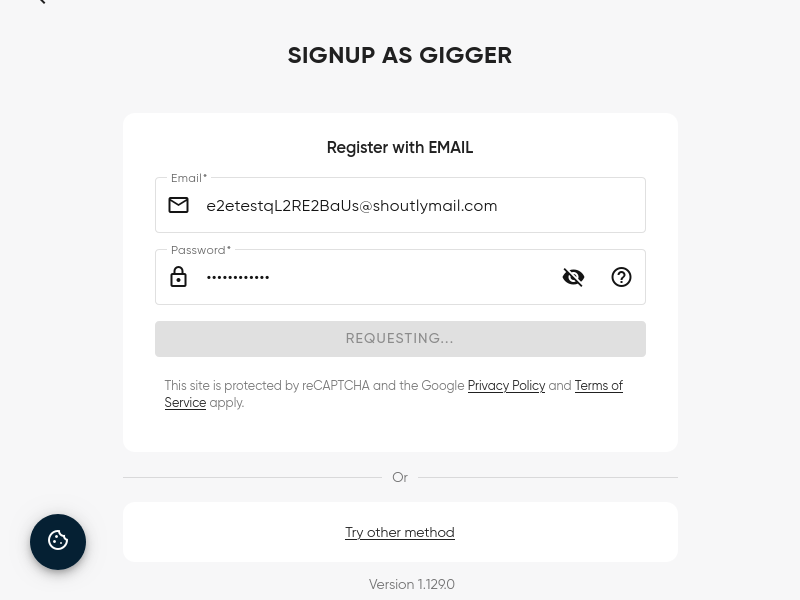 SIGNUP AS GIGGER
Register with EMAIL
Email*
e2etestqL2RE2BaUs@shoutlymail.com
Password*
••••••••••••
REQUESTING...
This site is protected by reCAPTCHA and the Google Privacy Policy and Terms of
Service apply.
Or
Try other method
Version 1.129.0